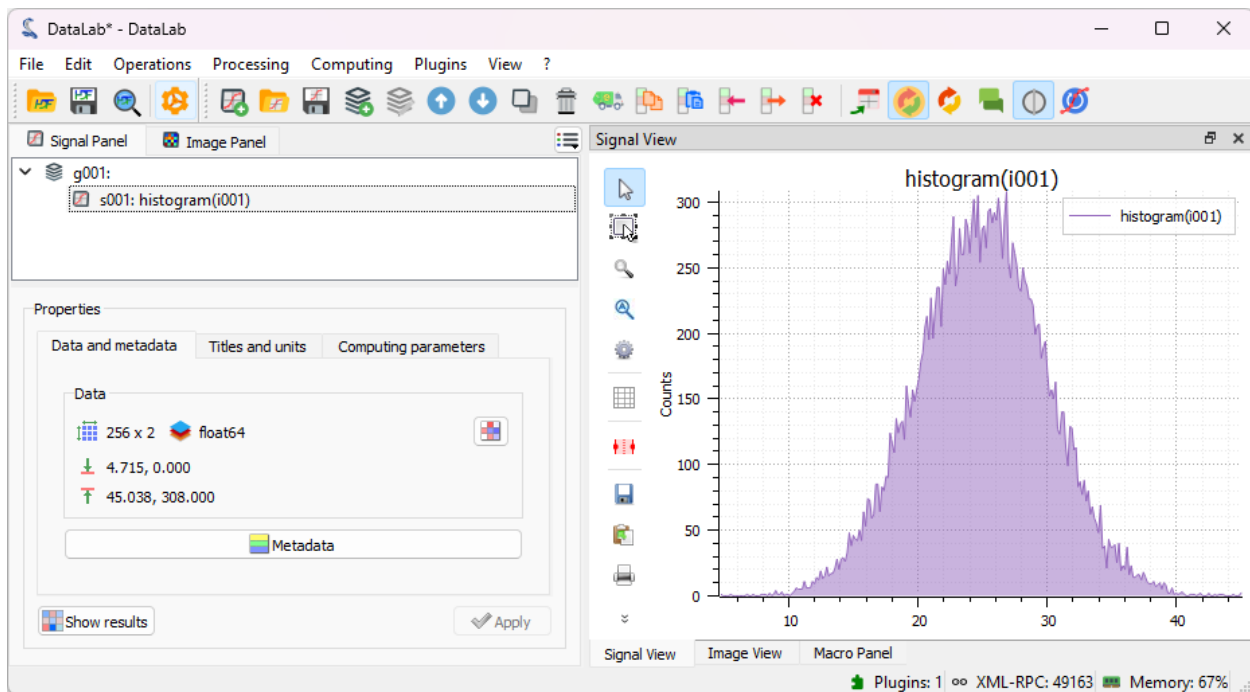 DataLab* - DataLab
File Edit Operations Processing Computing Plugins View ?
Signal Panel Image Panel
g001:
s001: histogram(i001)
Properties
Data and metadata Titles and units Computing parameters
Data
256 x 2 float64
4.715, 0.000
45.038, 308.000
Metadata
Show results Apply
Signal View
histogram(i001)
histogram(i001)
Counts
300
250
200
150
100
50
0
10 20 30 40
Signal View Image View Macro Panel
Plugins: 1 XML-RPC: 49163 Memory: 67%